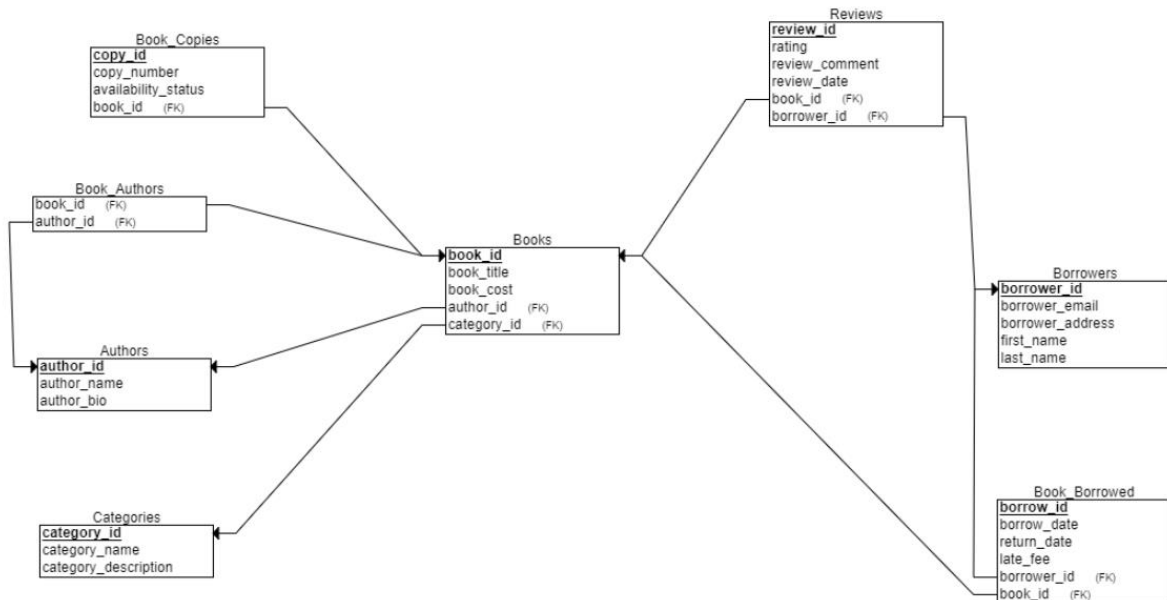 Book_Copies
copy_id
copy_number
availability_status
book_id (FK)
Book_Authors
book_id (FK)
author_id (FK)
Authors
author_id
author_name
author_bio
Categories
category_id
category_name
category_description
Books
book_id
book_title
book_cost
author_id (FK)
category_id (FK)
Reviews
review_id
rating
review_comment
review_date
book_id (FK)
borrower_id (FK)
Borrowers
borrower_id
borrower_email
borrower_address
first_name
last_name
Book_Borrowed
borrow_id
borrow_date
return_date
late_fee
borrower_id (FK)
book_id (FK)